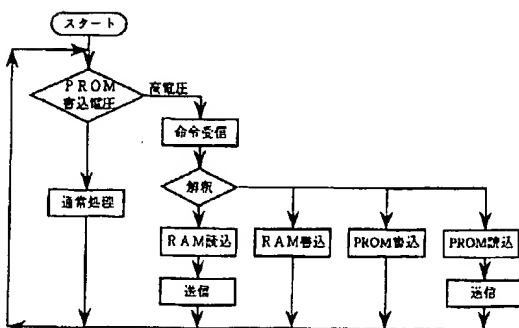 スタート
PROM
書込電圧
高電圧
命令受信
解釈
通常処理
RAM読込
RAM書込
PROM書込
PROM読込
送信
送信